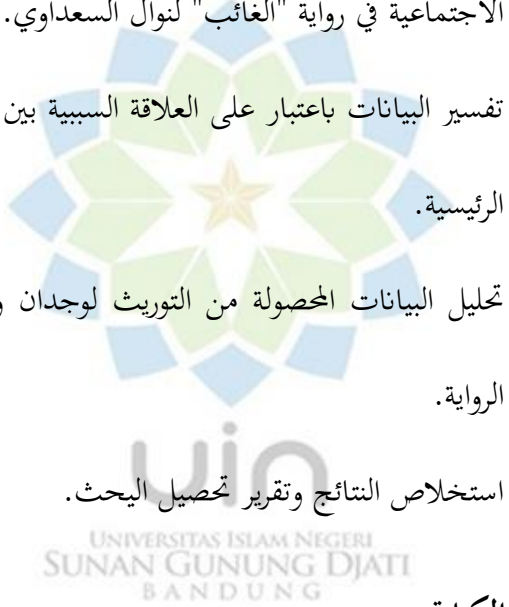 الاجتماعية في رواية "الغائب" لنوال السعداوي.
تفسير البيانات باعتبار على العلاقة السببية بين
الرئيسية.
تحليل البيانات المحصولة من التوريث لوجدان
الرواية.
uin
استخلاص النتائج وتقرير تحصيل اليحث.
UNIVERSITAS ISLAM NEGERI
SUNAN GUNUNG DJATI
BANDUNG